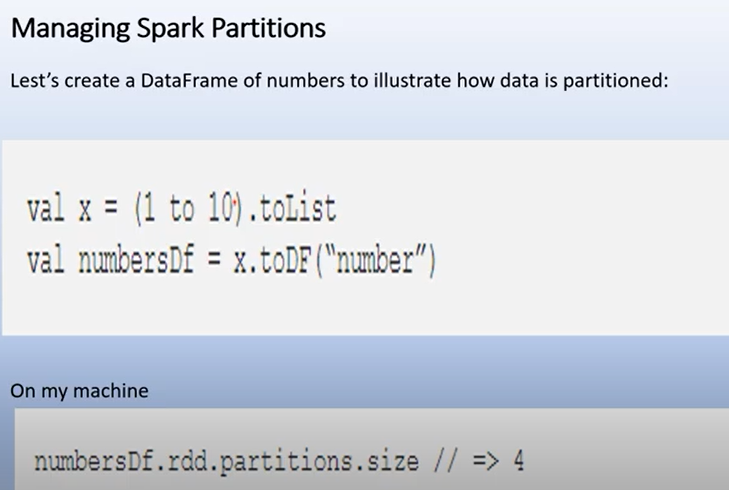 Managing Spark Partitions
Lest's create a DataFrame of numbers to illustrate how data is partitioned:
val x = (1 to 10).toList
val numbersDf = x.toDF(“number”)
On my machine
numbersDf.rdd.partitions.size // => 4